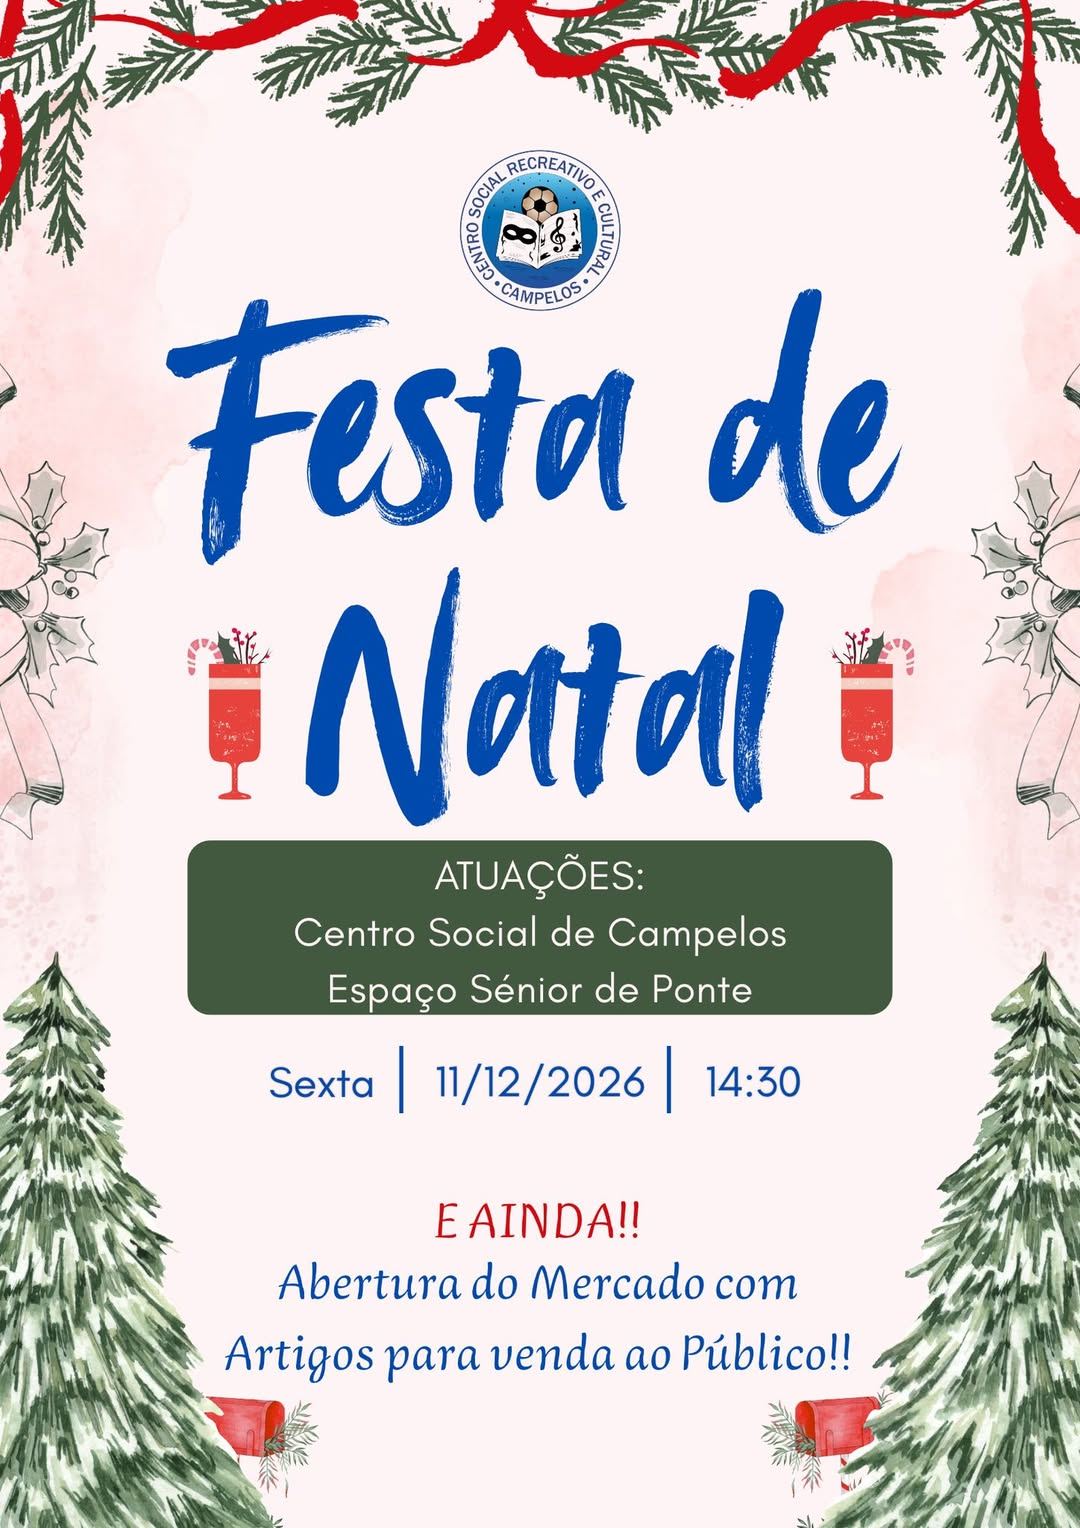 CENTRO SOCIAL RECREATIVO E CULTURAL
• CAMPELOS •
Festa de
Natal
ATUAÇÕES:
Centro Social de Campelos
Espaço Sénior de Ponte
Sexta | 11/12/2026 | 14:30
E AINDA!!
Abertura do Mercado com
Artigos para venda ao Público!!